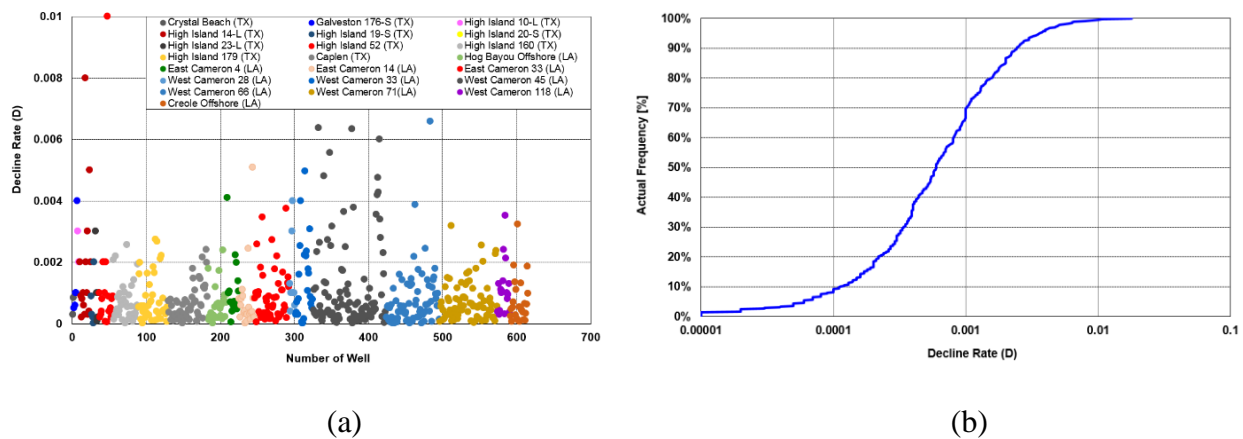 0.01
0.008
0.006
0.004
0.002
0
Decline Rate (D)
Crystal Beach (TX) Galveston 176-S (TX) High Island 10-L (TX)
High Island 14-L (TX) High Island 19-S (TX) High Island 20-S (TX)
High Island 23-L (TX) High Island 52 (TX) High Island 160 (TX)
High Island 179 (TX) Caplen (TX) Hog Bayou Offshore (LA)
East Cameron 4 (LA) East Cameron 14 (LA) East Cameron 33 (LA)
West Cameron 28 (LA) West Cameron 33 (LA) West Cameron 45 (LA)
West Cameron 66 (LA) West Cameron 71(LA) West Cameron 118 (LA)
Creole Offshore (LA)
0 100 200 300 400 500 600 700
Number of Well
(a)
100%
90%
80%
70%
60%
50%
40%
30%
20%
10%
0%
Actual Frequency [%]
0.00001 0.0001 0.001 0.01 0.1
Decline Rate (D)
(b)